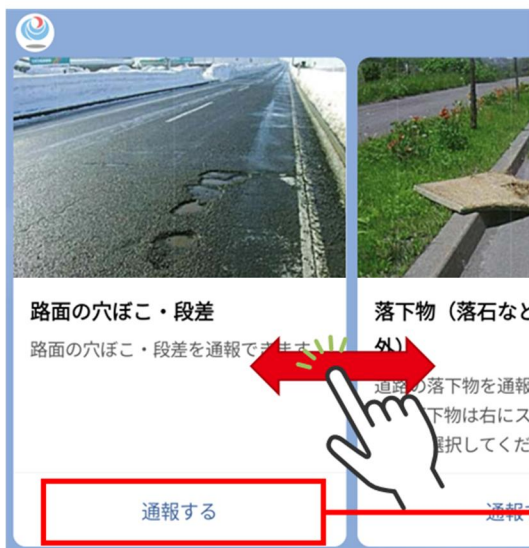 路面の穴ぼこ・段差
路面の穴ぼこ・段差を通報できます
通報する
落下物（落石など
外）
道路の落下物を通報
下物は右にス
選択してくだ
通報